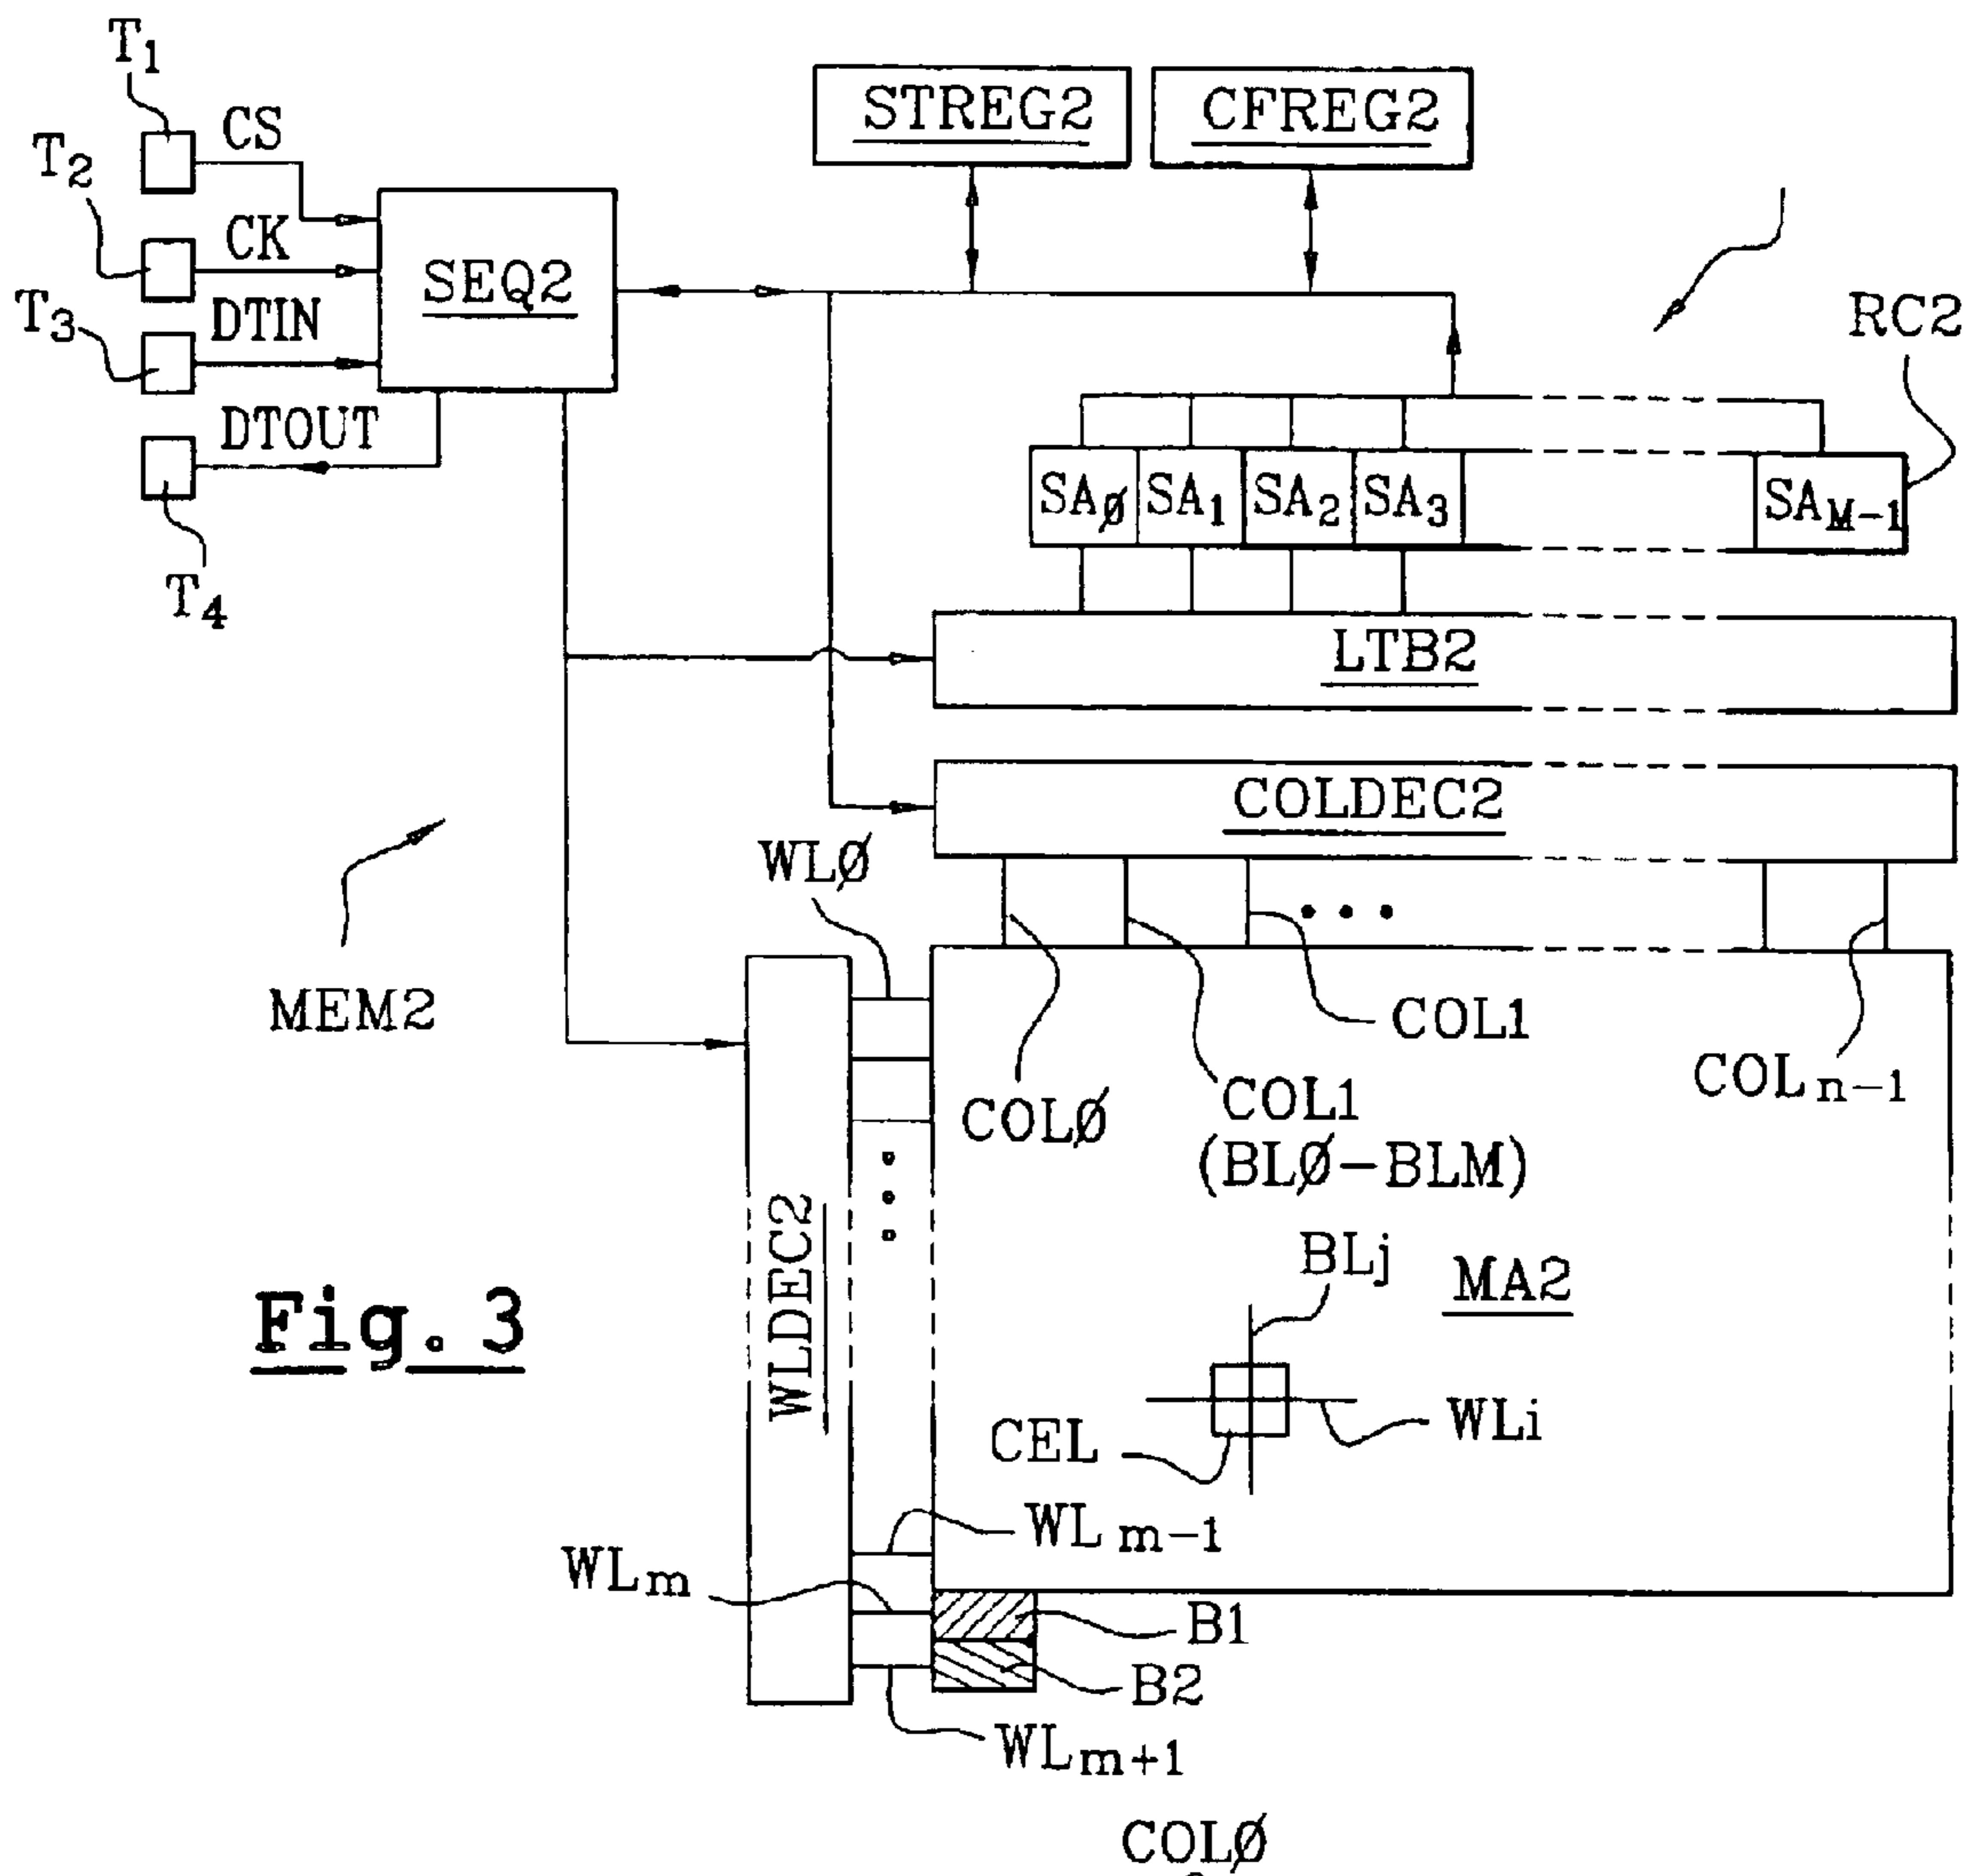 T1
CS
STREG2
CFREG2
T2
CK
SEQ2
T3
DTIN
RC2
DTOUT
SAØ SA1 SA2 SA3 SAM-1
T4
LTB2
COLDEC2
WLØ
MEM2
COL1
COLn-1
COLØ
COL1
(BLØ-BLM)
WLDEC2
BLj
MA2
Fig. 3
CEL
WLi
WLm-1
WLm
B1
B2
WLm+1
COLØ